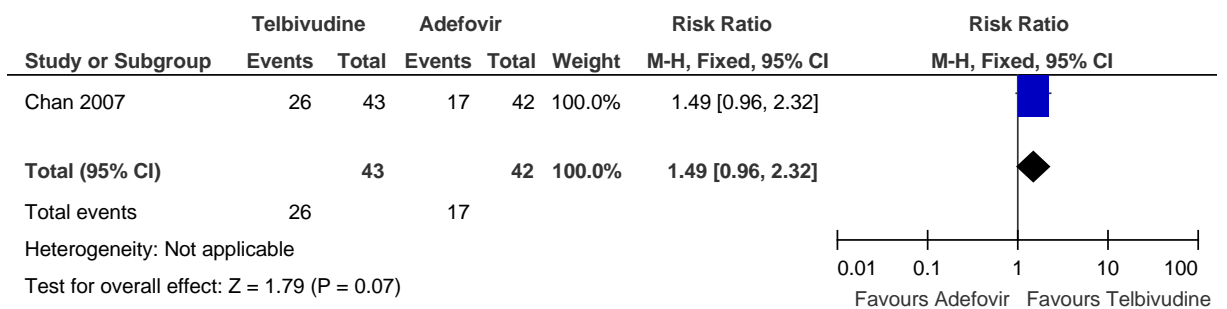 Telbivudine Adefovir Risk Ratio Risk Ratio
Study or Subgroup Events Total Events Total Weight M-H, Fixed, 95% CI M-H, Fixed, 95% CI
Chan 2007 26 43 17 42 100.0% 1.49 [0.96, 2.32]
Total (95% CI) 43 42 100.0% 1.49 [0.96, 2.32]
Total events 26 17
Heterogeneity: Not applicable
Test for overall effect: Z = 1.79 (P = 0.07)
0.01 0.1 1 10 100
Favours Adefovir Favours Telbivudine